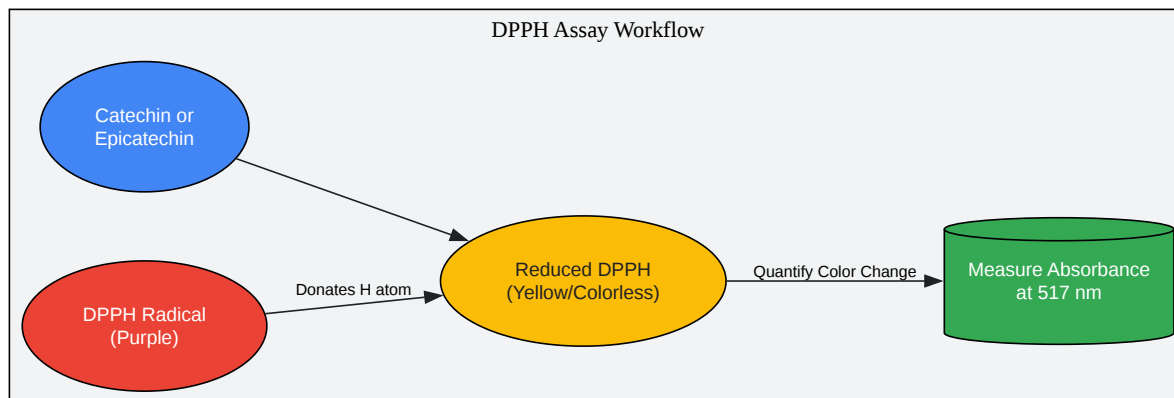 DPPH Assay Workflow
Catechin or
Epicatechin
DPPH Radical
(Purple)
Donates H atom
Reduced DPPH
(Yellow/Colorless)
Quantify Color Change
Measure Absorbance
at 517 nm